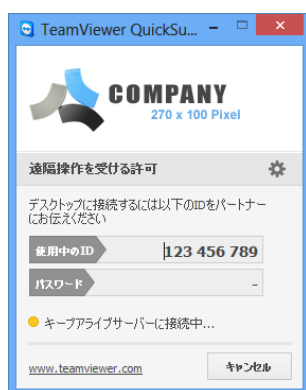 TeamViewer QuickSu...
COMPANY
270 x 100 Pixel
遠隔操作を受ける許可
デスクトップに接続するには以下のIDをパートナー
にお伝えください
使用中のID 123 456 789
パスワード -
キープアライブサーバーに接続中...
www.teamviewer.com キャンセル